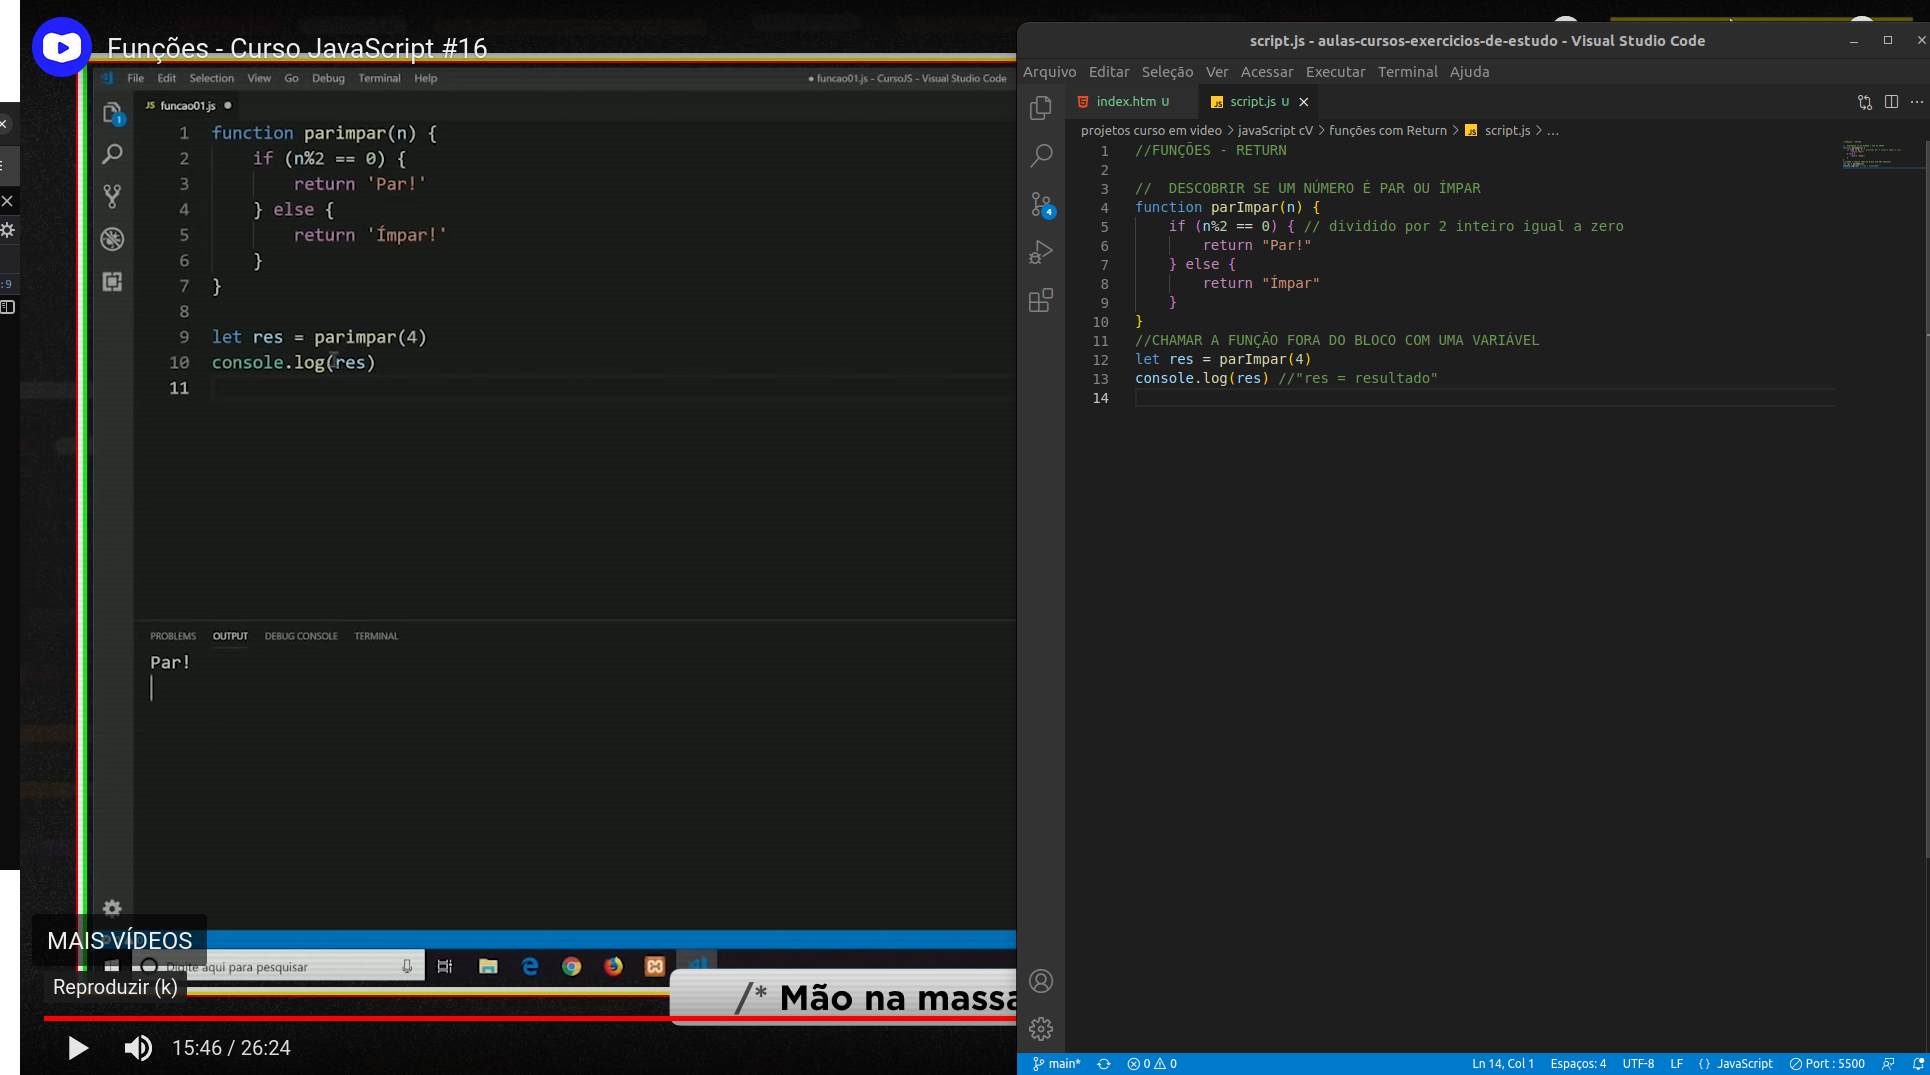 Funções - Curso JavaScript #16
File Edit Selection View Go Debug Terminal Help
● funcao01.js - CursoJS - Visual Studio Code
JS funcao01.js ●
1 function parimpar(n) {
2 if (n%2 == 0) {
3 return 'Par!'
4 } else {
5 return 'Ímpar!'
6 }
7 }
8
9 let res = parimpar(4)
10 console.log(res)
11
1
PROBLEMS OUTPUT DEBUG CONSOLE TERMINAL
Par!
MAIS VÍDEOS
Digite aqui para pesquisar
Reproduzir (k)
/* Mão na massa
15:46 / 26:24
:9
script.js - aulas-cursos-exercicios-de-estudo - Visual Studio Code
Arquivo Editar Seleção Ver Acessar Executar Terminal Ajuda
index.htm U
JS script.js U
projetos curso em video > javaScript cV > funções com Return > JS script.js > ...
1 //FUNÇÕES - RETURN
2
3 // DESCOBRIR SE UM NÚMERO É PAR OU ÍMPAR
4 function parImpar(n) {
5 if (n%2 == 0) { // dividido por 2 inteiro igual a zero
6 return "Par!"
7 } else {
8 return "Ímpar"
9 }
10 }
11 //CHAMAR A FUNÇÃO FORA DO BLOCO COM UMA VARIÁVEL
12 let res = parImpar(4)
13 console.log(res) //"res = resultado"
14
4
main* 0 0
Ln 14, Col 1 Espaços: 4 UTF-8 LF {} JavaScript Port : 5500